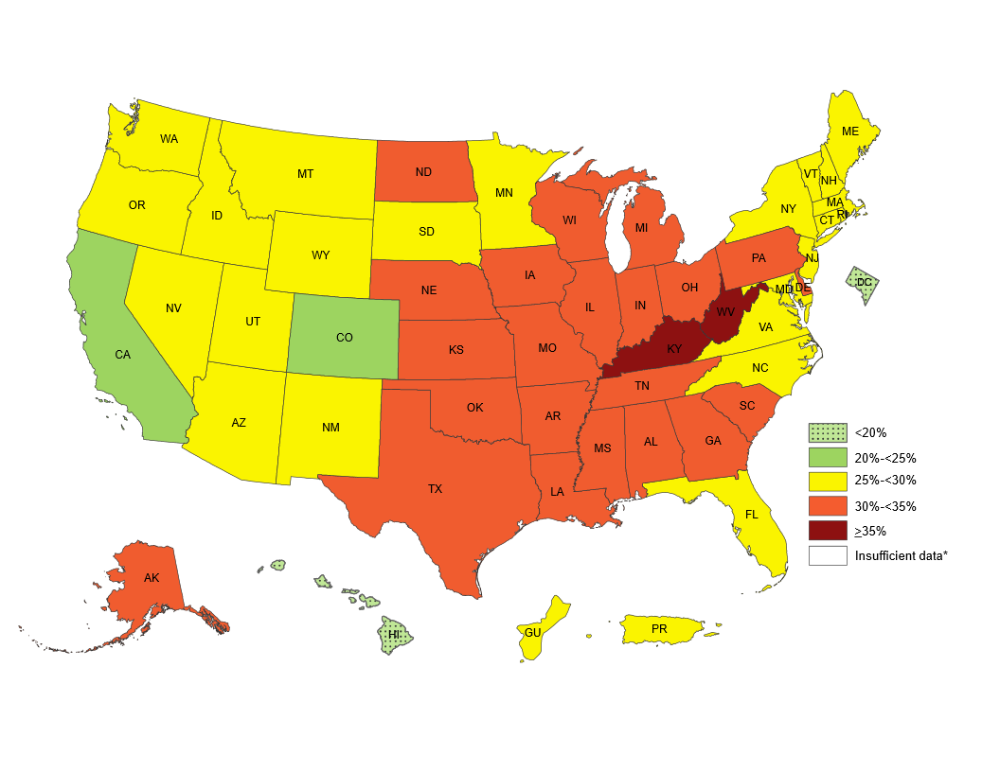 ME
WA
VT
NH
MT
ND
MN
MA
OR
NY
RI
ID
CT
WI
MI
SD
WY
NJ
PA
IA
DC
NE
OH
MD
DE
NV
IL
IN
WV
UT
VA
CO
CA
KS
MO
KY
NC
TN
SC
OK
AR
AZ
NM
GA
MS
AL
<20%
20%-<25%
TX
LA
25%-<30%
30%-<35%
FL
≥35%
Insufficient data*
AK
HI
GU
PR